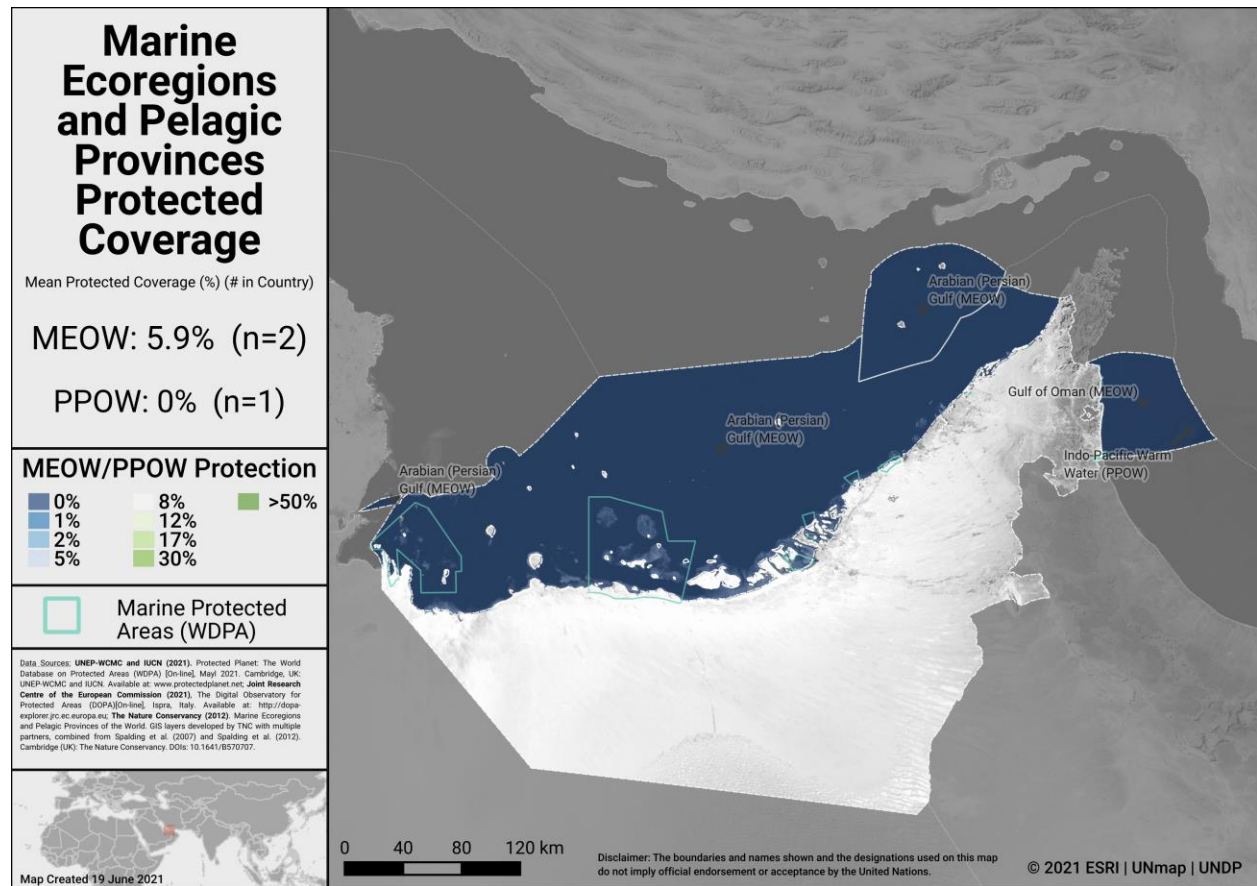 Marine
Ecoregions
and Pelagic
Provinces
Protected
Coverage
Mean Protected Coverage (%) (# in Country)
MEOW: 5.9% (n=2)
PPOW: 0% (n=1)
MEOW/PPOW Protection
0%
1%
2%
5%
8%
12%
17%
30%
>50%
Marine Protected
Areas (WDPA)
Data Sources: UNEP-WCMC and IUCN (2021). Protected Planet: The World
Database on Protected Areas (WDPA) [On-line], Mayl 2021. Cambridge, UK:
UNEP-WCMC and IUCN. Available at: www.protectedplanet.net; Joint Research
Centre of the European Commission (2021), The Digital Observatory for
Protected Areas (DOPA)[On-line], Ispra, Italy. Available at: http://dopa-
explorer.jrc.ec.europa.eu; The Nature Conservancy (2012). Marine Ecoregions
and Pelagic Provinces of the World. GIS layers developed by TNC with multiple
partners, combined from Spalding et al. (2007) and Spalding et al. (2012).
Cambridge (UK): The Nature Conservancy. DOIs: 10.1641/B570707.
Map Created 19 June 2021
Arabian (Persian)
Gulf (MEOW)
Arabian (Persian)
Gulf (MEOW)
Arabian (Persian)
Gulf (MEOW)
Gulf of Oman (MEOW)
Indo-Pacific Warm
Water (PPOW)
0 40 80 120 km
Disclaimer: The boundaries and names shown and the designations used on this map
do not imply official endorsement or acceptance by the United Nations.
© 2021 ESRI | UNmap | UNDP